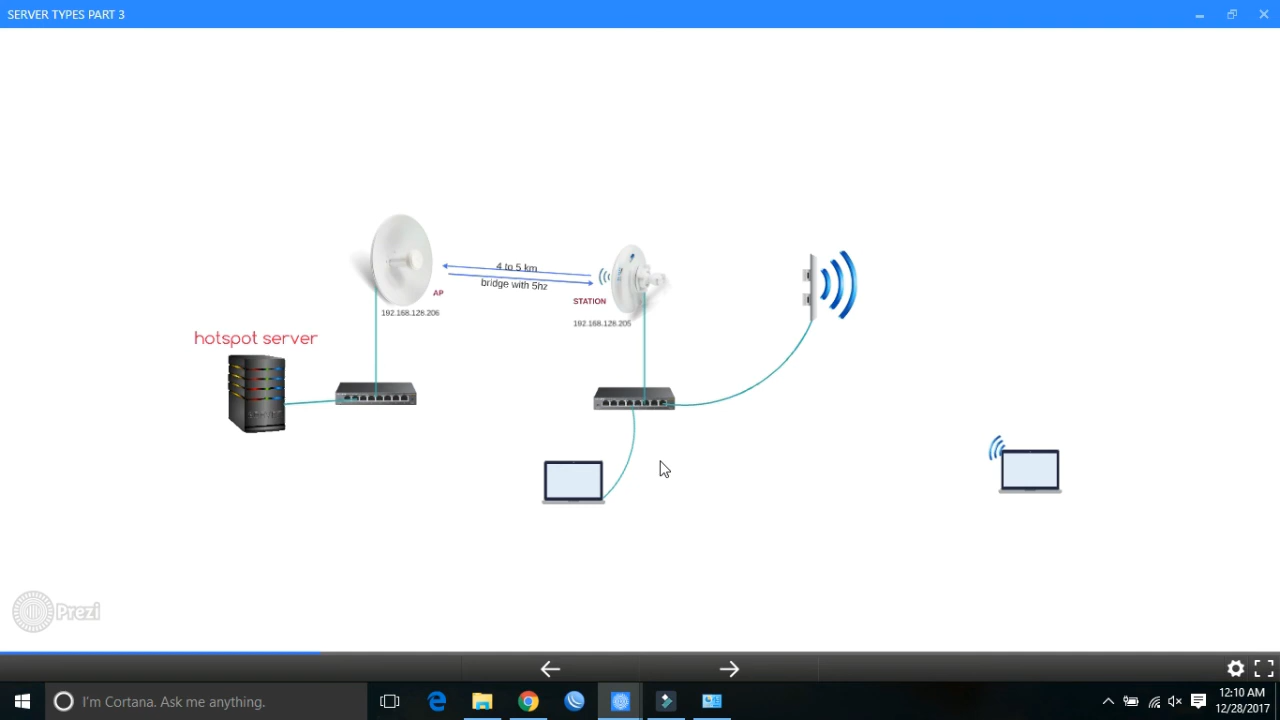 SERVER TYPES PART 3
4 to 5 km
bridge with 5hz
AP
192.168.128.206
STATION
192.168.128.205
hotspot server
Prezi
I'm Cortana. Ask me anything.
12:10 AM
12/28/2017